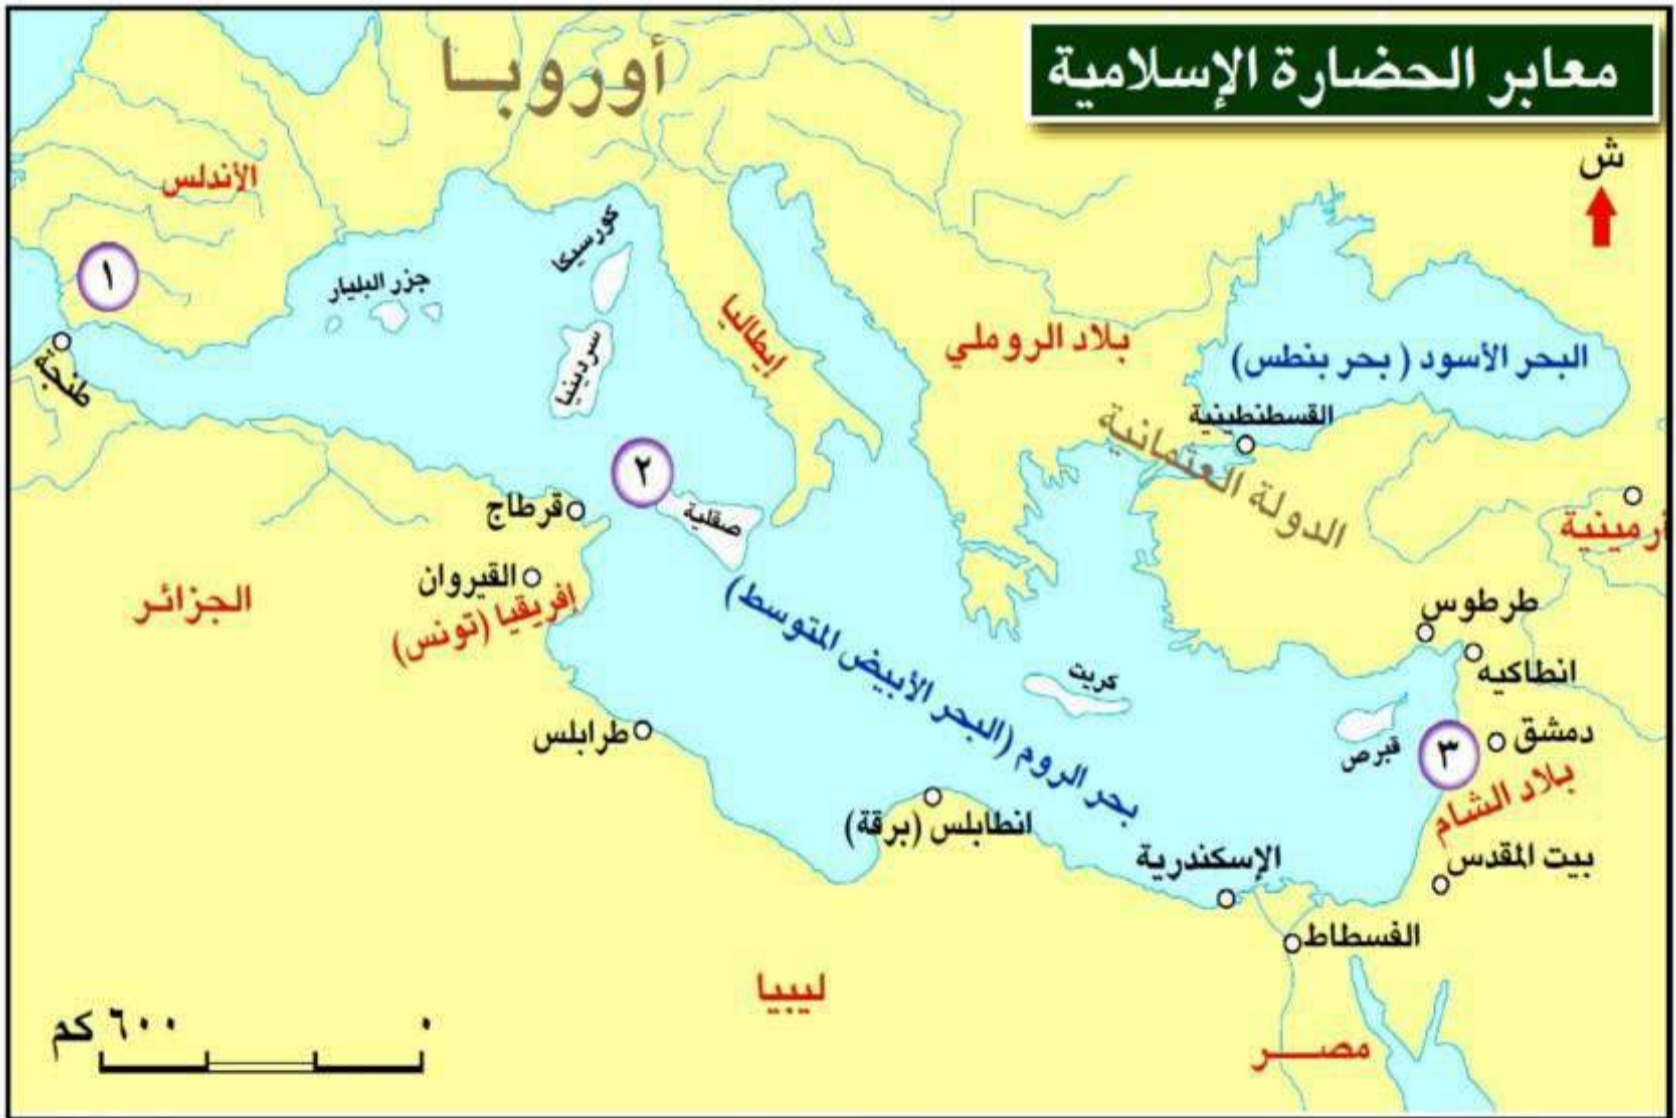 معابر الحضارة الإسلامية
أوروبـــا
ش
الأندلس
١
كورسيكا
جزر البليار
سردينيا
إيطاليا
بلاد الروملي
البحر الأسود (بحر بنطس)
القسطنطينية
الدولة العثمانية
طنجة
٢
صقلية
قرطاج
أرمينية
القيروان
إفريقيا (تونس)
الجزائر
طرطوس
انطاكيه
بحر الروم (البحر الأبيض المتوسط)
كريت
قبرص
٣
دمشق
بلاد الشام
طرابلس
انطابلس (برقة)
الإسكندرية
بيت المقدس
الفسطاط
ليبيا
مصـــر
٠
٦٠٠ كم